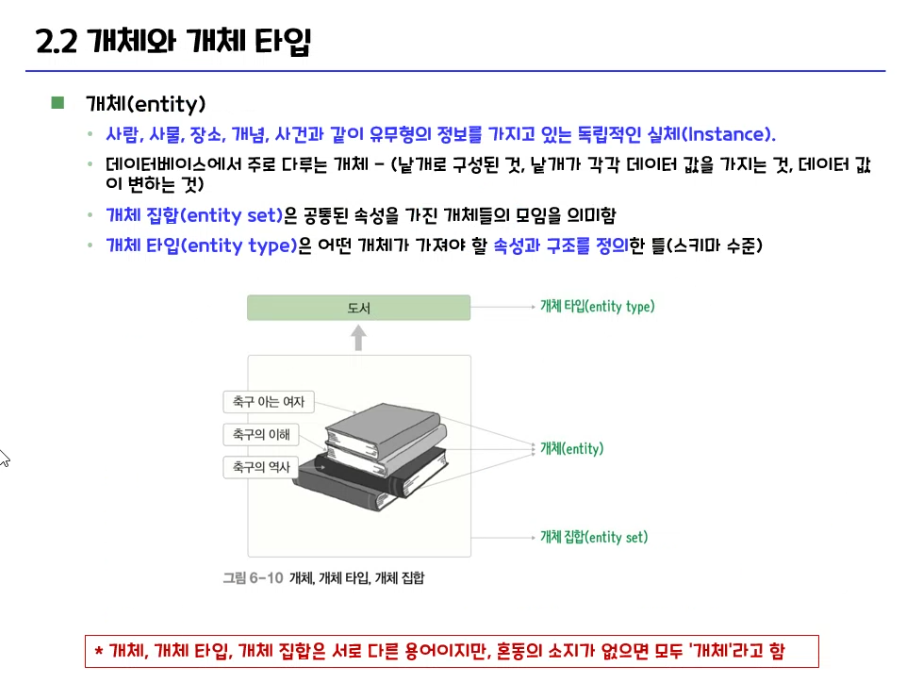 2.2 개체와 개체 타입
개체(entity)
사람, 사물, 장소, 개념, 사건과 같이 유무형의 정보를 가지고 있는 독립적인 실체(Instance).
데이터베이스에서 주로 다루는 개체 - (낱개로 구성된 것, 낱개가 각각 데이터 값을 가지는 것, 데이터 값
이 변하는 것)
개체 집합(entity set)은 공통된 속성을 가진 개체들의 모임을 의미함
개체 타입(entity type)은 어떤 개체가 가져야 할 속성과 구조를 정의한 틀(스키마 수준)
도서
개체 타입(entity type)
축구 아는 여자
축구의 이해
축구의 역사
개체(entity)
개체 집합(entity set)
그림 6-10 개체, 개체 타입, 개체 집합
* 개체, 개체 타입, 개체 집합은 서로 다른 용어이지만, 혼동의 소지가 없으면 모두 '개체'라고 함